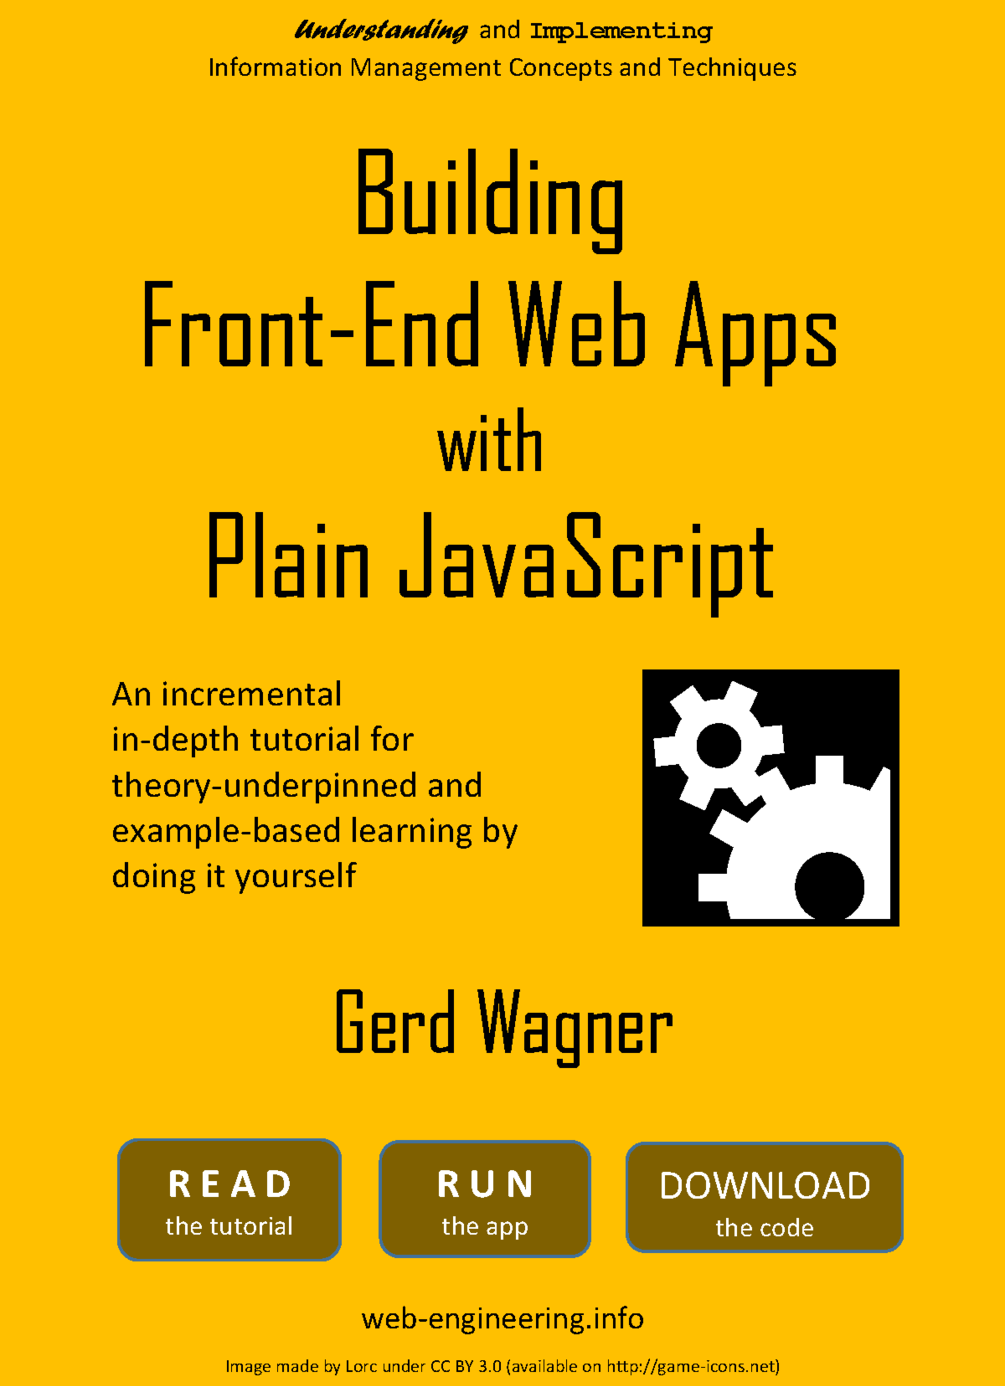 Understanding and Implementing
Information Management Concepts and Techniques
Building
Front-End Web Apps
with
Plain JavaScript
An incremental
in-depth tutorial for
theory-underpinned and
example-based learning by
doing it yourself
Gerd Wagner
READ
the tutorial
RUN
the app
DOWNLOAD
the code
web-engineering.info
Image made by Lorc under CC BY 3.0 (available on http://game-icons.net)